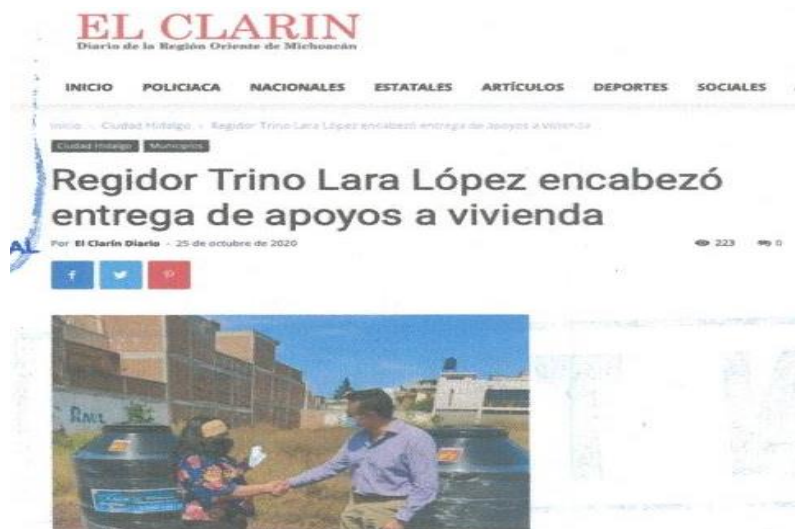 EL CLARIN
Diario de la Región Oriente de Michoacán
INICIO POLICIACA NACIONALES ESTATALES ARTÍCULOS DEPORTES SOCIALES
Inicio Ciudad Hidalgo Regidor Trino Lara López encabezó entrega de apoyos a vivienda
Ciudad Hidalgo Municipios
Regidor Trino Lara López encabezó
entrega de apoyos a vivienda
Por El Clarín Diario - 25 de octubre de 2020 223 0
AL
RAUL